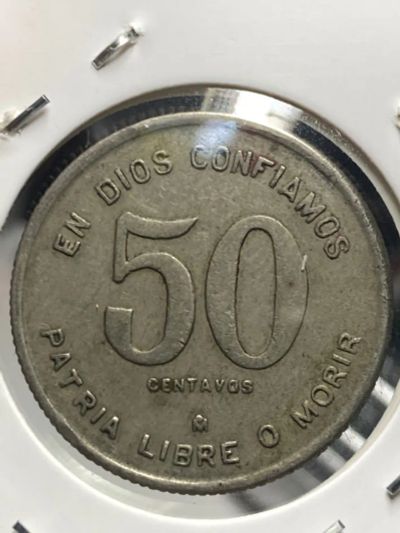 EN DIOS CONFIAMOS
50
CENTAVOS
M
PATRIA LIBRE O MORIR